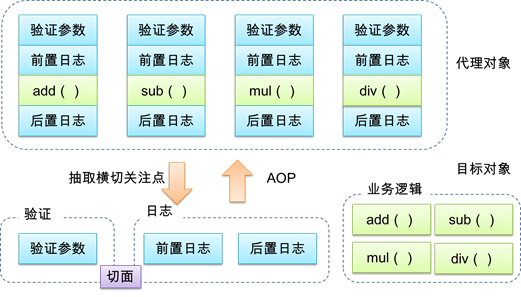 验证参数 验证参数 验证参数 验证参数
前置日志 前置日志 前置日志 前置日志
代理对象
add（ ） sub（ ） mul（ ） div（ ）
后置日志 后置日志 后置日志 后置日志
抽取横切关注点
AOP
目标对象
验证
日志
业务逻辑
验证参数
前置日志 后置日志
切面
add（ ） sub（ ）
mul（ ） div（ ）